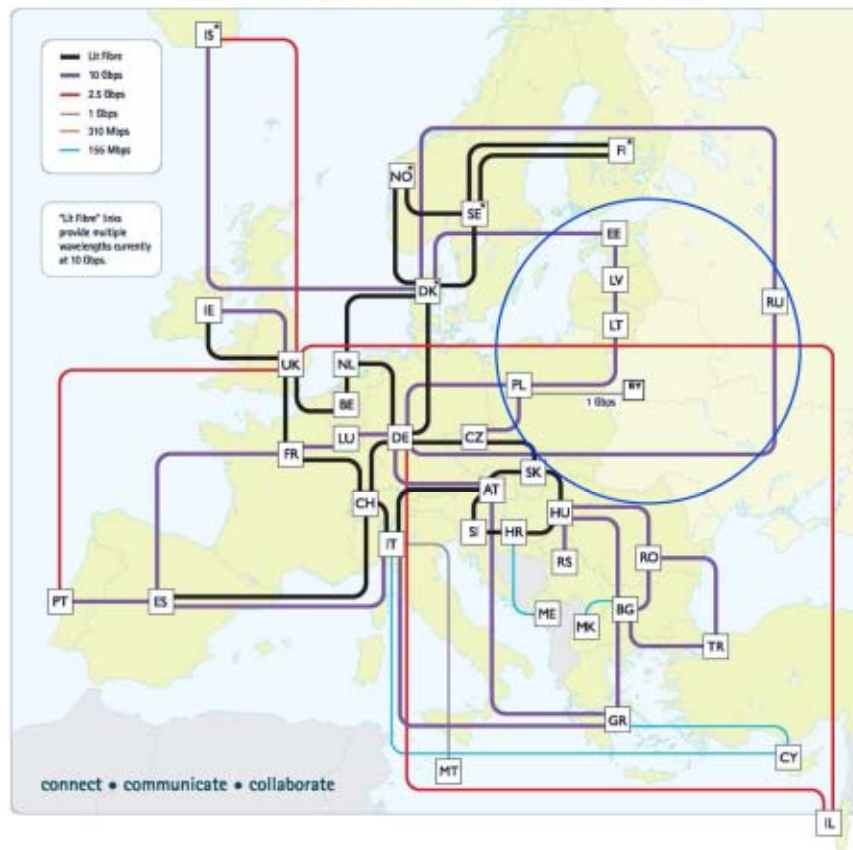 IS*
Lit Fibre
10 Gbps
2.5 Gbps
1 Gbps
310 Mbps
155 Mbps
"Lit Fibre" links
provide multiple
wavelengths currently
at 10 Gbps.
FI*
NO*
SE*
EE
LV
LT
DK*
RU
IE
UK
NL
BE
PL
BY
1 Gbps
LU
DE
CZ
FR
SK
CH
AT
HU
SI
HR
IT
RS
RO
PT
ES
ME
MK
BG
TR
GR
CY
MT
IL
connect • communicate • collaborate